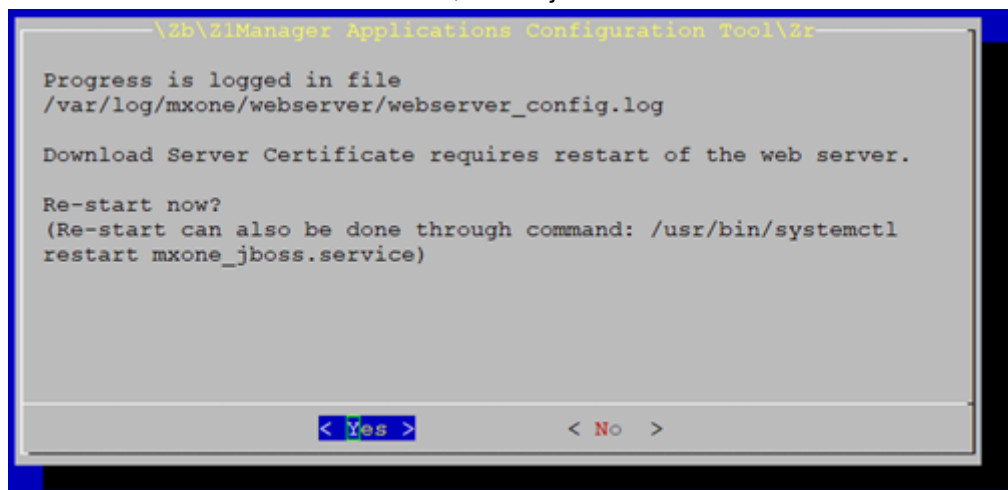 \Zb\Z1Manager Applications Configuration Tool\Zr
Progress is logged in file
/var/log/mxone/webserver/webserver_config.log
Download Server Certificate requires restart of the web server.
Re-start now?
(Re-start can also be done through command: /usr/bin/systemctl
restart mxone_jboss.service)
< Yes > < No >